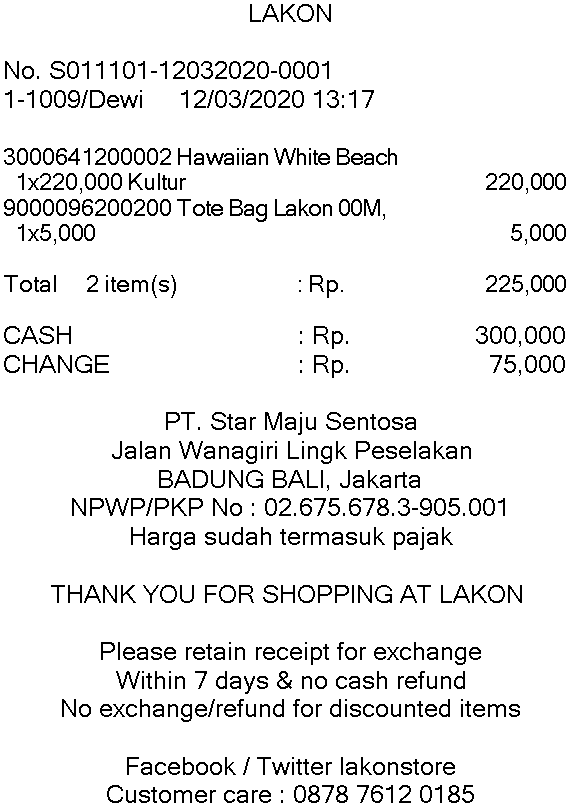 LAKON
No. S011101-12032020-0001
1-1009/Dewi 12/03/2020 13:17
3000641200002 Hawaiian White Beach
1x220,000 Kultur 220,000
9000096200200 Tote Bag Lakon 00M,
1x5,000 5,000
Total 2 item(s) : Rp. 225,000
CASH : Rp. 300,000
CHANGE : Rp. 75,000
PT. Star Maju Sentosa
Jalan Wanagiri Lingk Peselakan
BADUNG BALI, Jakarta
NPWP/PKP No : 02.675.678.3-905.001
Harga sudah termasuk pajak
THANK YOU FOR SHOPPING AT LAKON
Please retain receipt for exchange
Within 7 days & no cash refund
No exchange/refund for discounted items
Facebook / Twitter lakonstore
Customer care : 0878 7612 0185